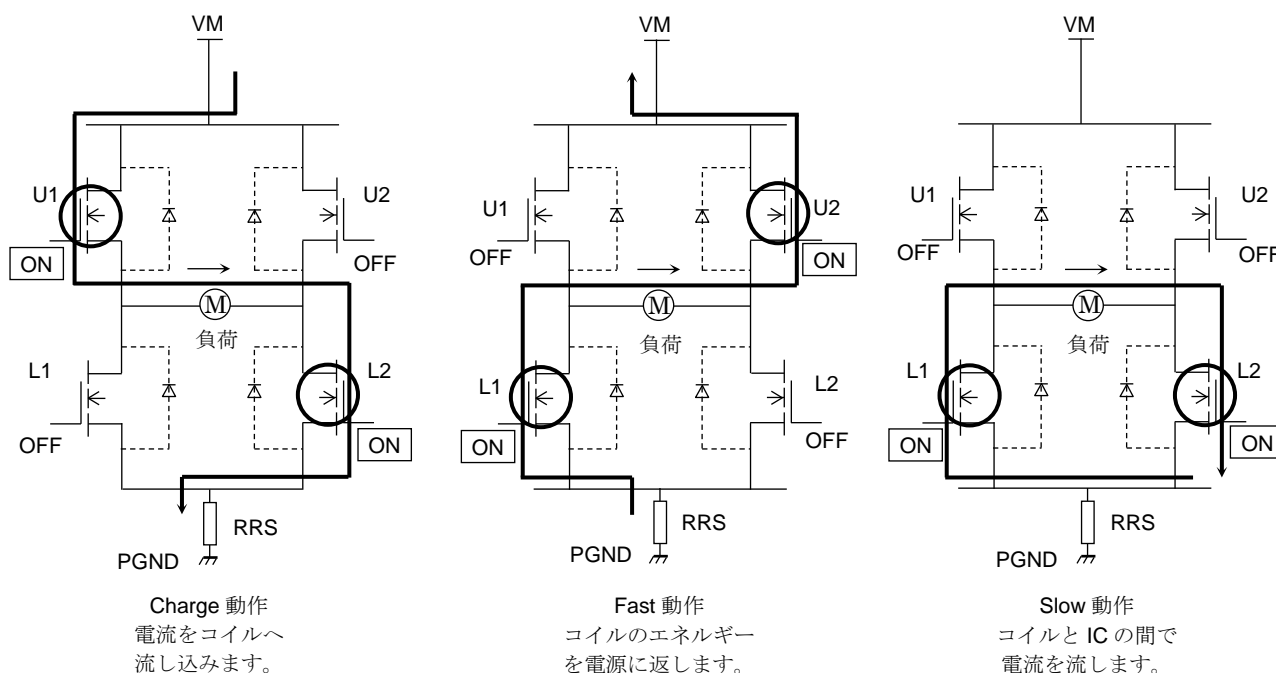 VM
U1
U2
ON
OFF
M
負荷
L1
L2
OFF
ON
RRS
PGND
Charge 動作
電流をコイルへ
流し込みます。
VM
U1
U2
OFF
ON
M
負荷
L1
L2
ON
OFF
RRS
PGND
Fast 動作
コイルのエネルギー
を電源に返します。
VM
U1
U2
OFF
OFF
M
負荷
L1
L2
ON
ON
RRS
PGND
Slow 動作
コイルと IC の間で
電流を流します。